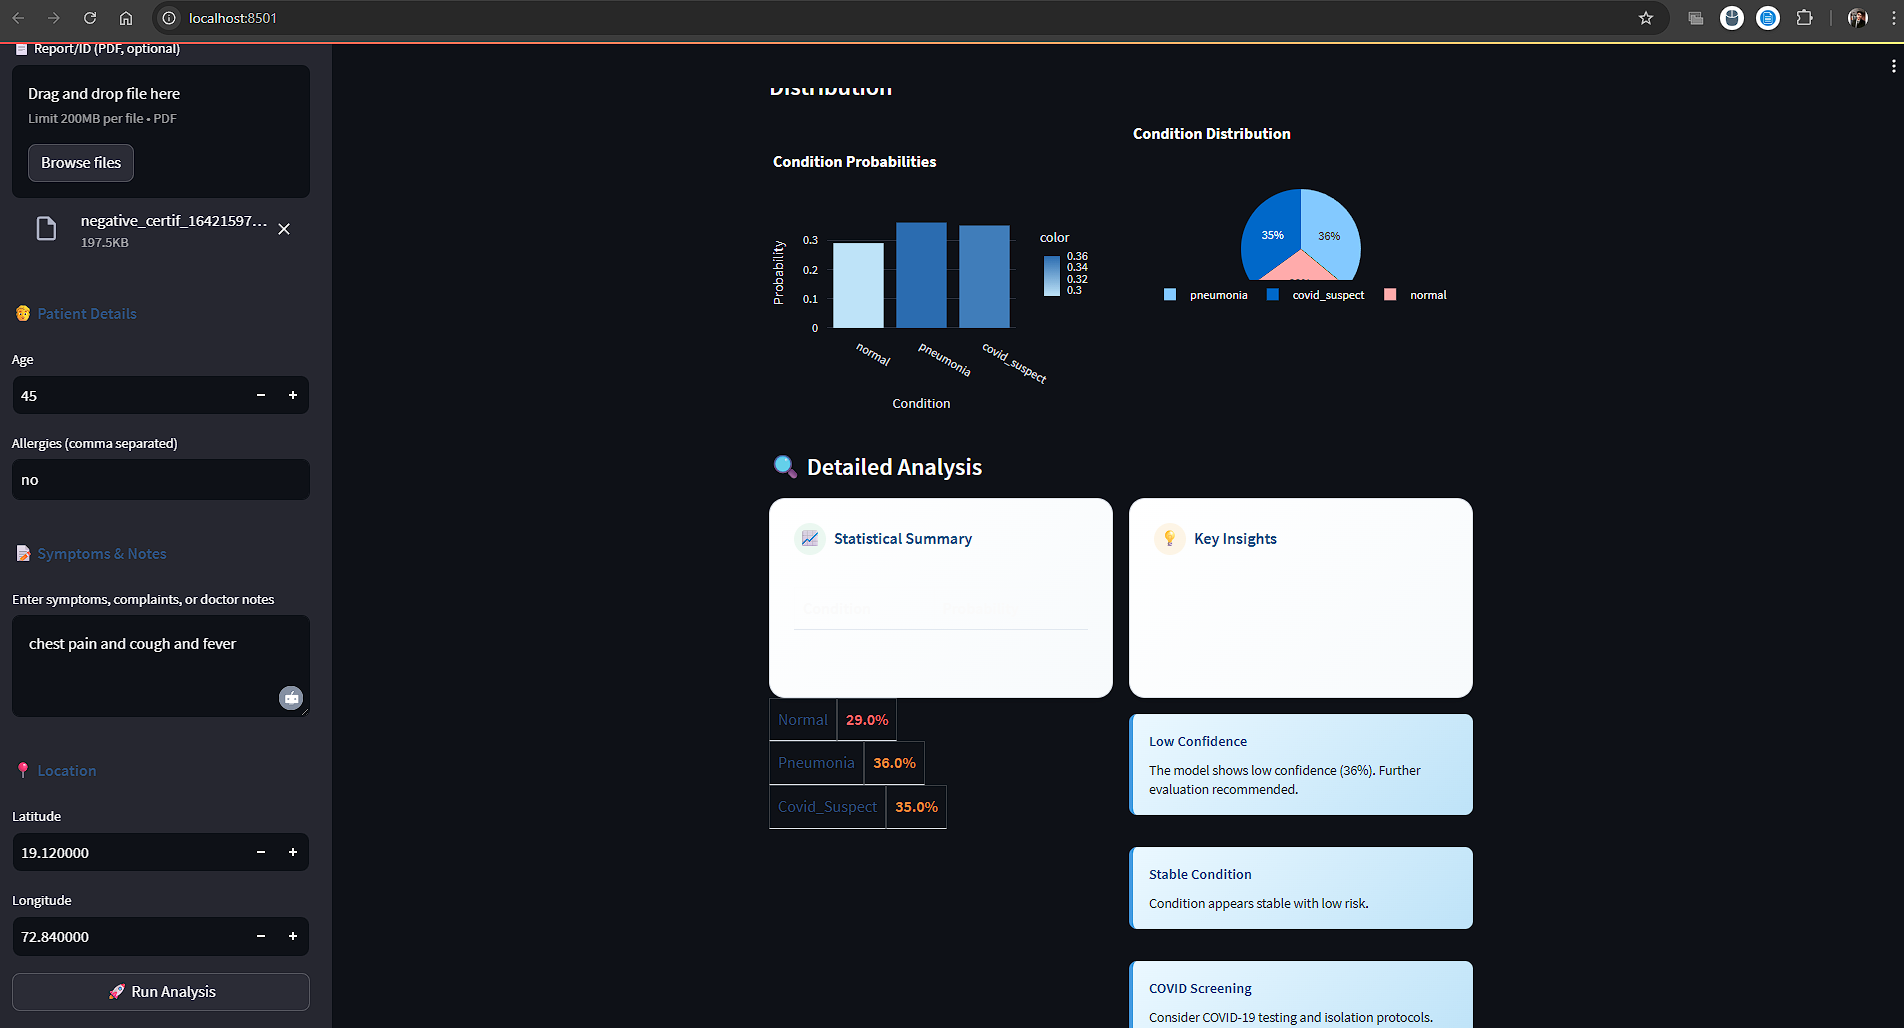 localhost:8501
Report/ID (PDF, optional)
Drag and drop file here
Limit 200MB per file • PDF
Browse files
negative_certif_16421597...
197.5KB
Patient Details
Age
45
Allergies (comma separated)
no
Symptoms & Notes
Enter symptoms, complaints, or doctor notes
chest pain and cough and fever
Location
Latitude
19.120000
Longitude
72.840000
Run Analysis
Distribution
Condition Probabilities
Probability
0.3
0.2
0.1
0
normal
pneumonia
covid_suspect
Condition
color
0.36
0.34
0.32
0.3
Condition Distribution
35%
36%
pneumonia
covid_suspect
normal
Detailed Analysis
Statistical Summary
Condition
Normal 29.0%
Pneumonia 36.0%
Covid_Suspect 35.0%
Key Insights
Low Confidence
The model shows low confidence (36%). Further
evaluation recommended.
Stable Condition
Condition appears stable with low risk.
COVID Screening
Consider COVID-19 testing and isolation protocols.